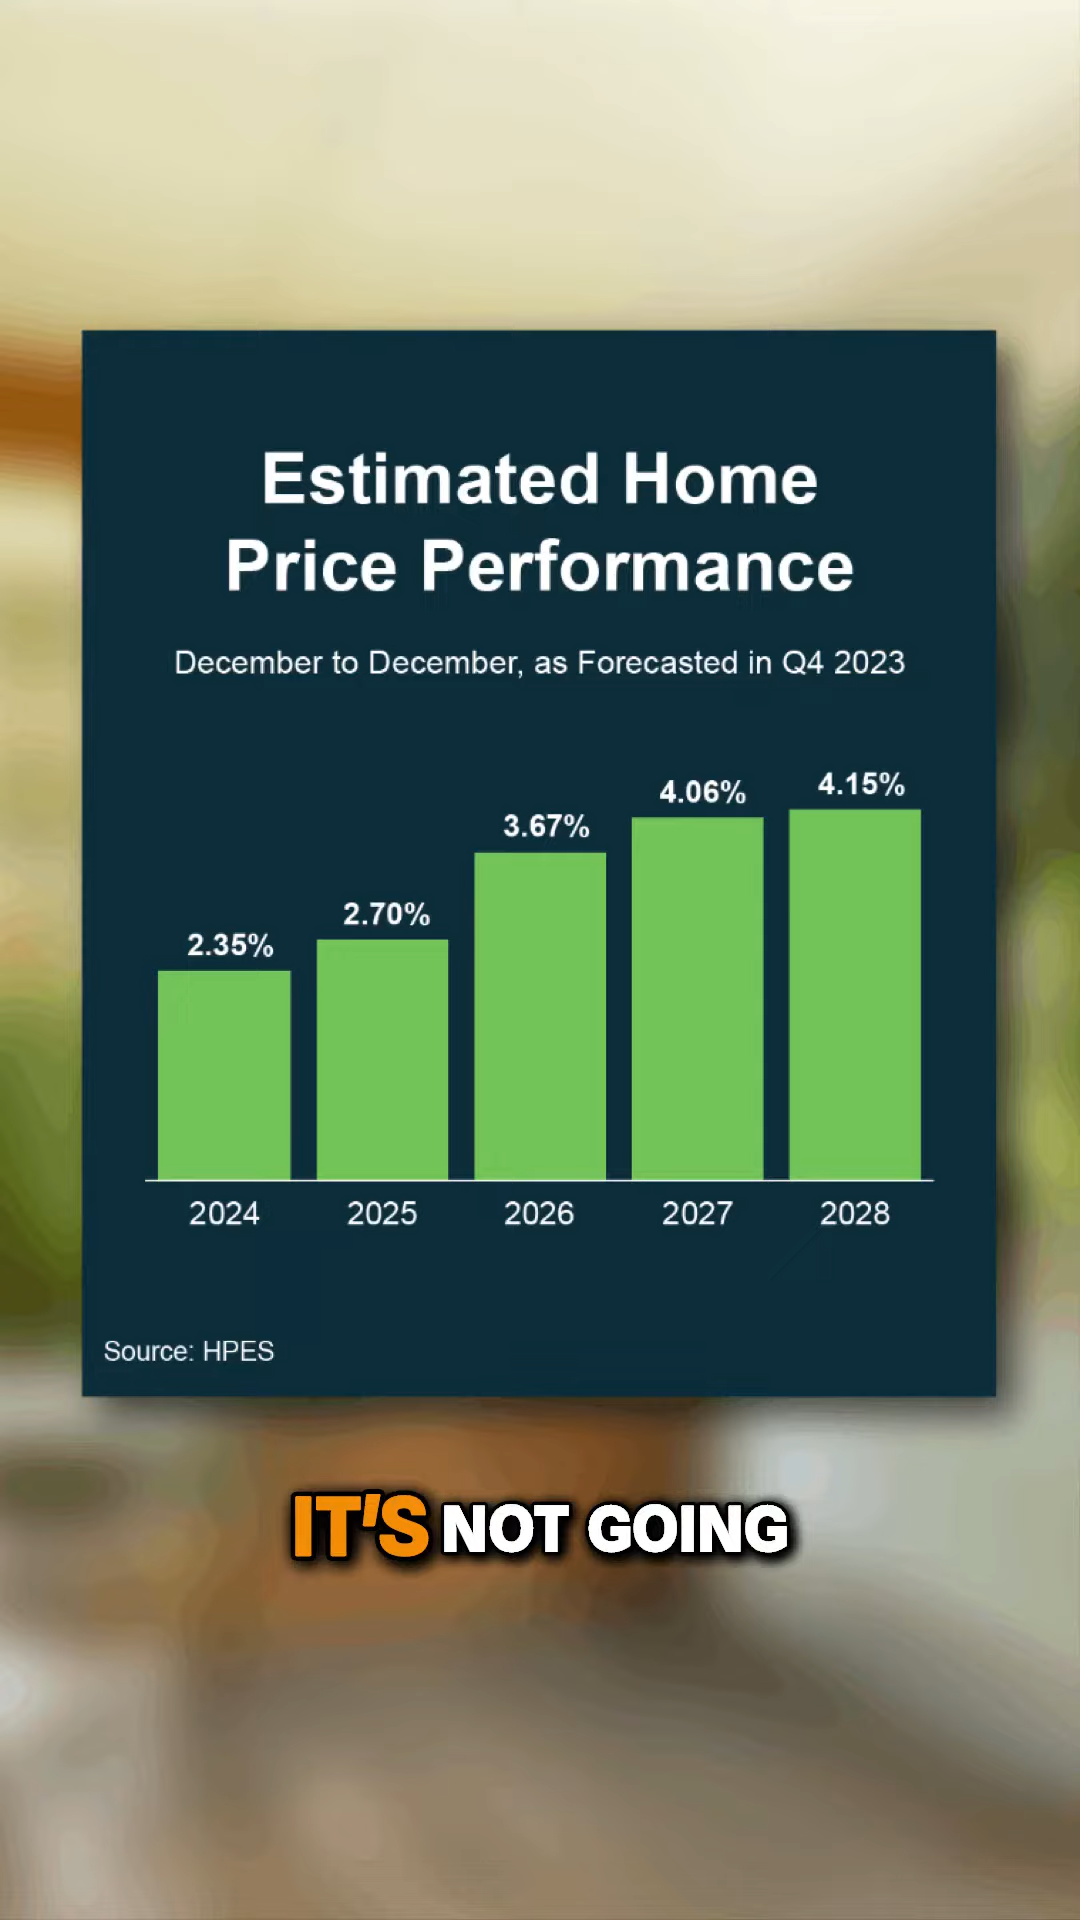 Estimated Home
Price Performance
December to December, as Forecasted in Q4 2023
2.35%
2.70%
3.67%
4.06%
4.15%
2024
2025
2026
2027
2028
Source: HPES
IT'S NOT GOING